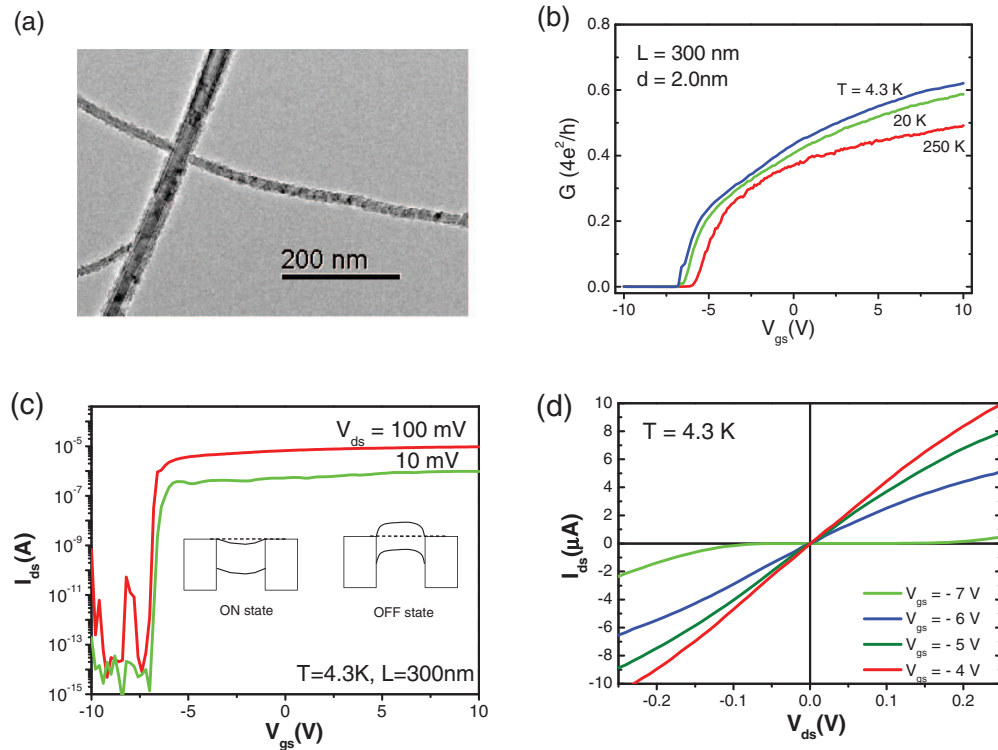 (a)
200 nm
(b)
L = 300 nm
d = 2.0nm
T = 4.3 K
20 K
250 K
G (4e²/h)
0.8
0.6
0.4
0.2
0.0
-10 -5 0 5 10
V_gs(V)
(c)
V_ds = 100 mV
10 mV
I_ds(A)
10⁻⁵
10⁻⁷
10⁻⁹
10⁻¹¹
10⁻¹³
10⁻¹⁵
ON state
OFF state
T=4.3K, L=300nm
-10 -5 0 5 10
V_gs(V)
(d)
T = 4.3 K
I_ds(μA)
10
8
6
4
2
0
-2
-4
-6
-8
-10
V_gs = - 7 V
V_gs = - 6 V
V_gs = - 5 V
V_gs = - 4 V
-0.2 -0.1 0.0 0.1 0.2
V_ds(V)